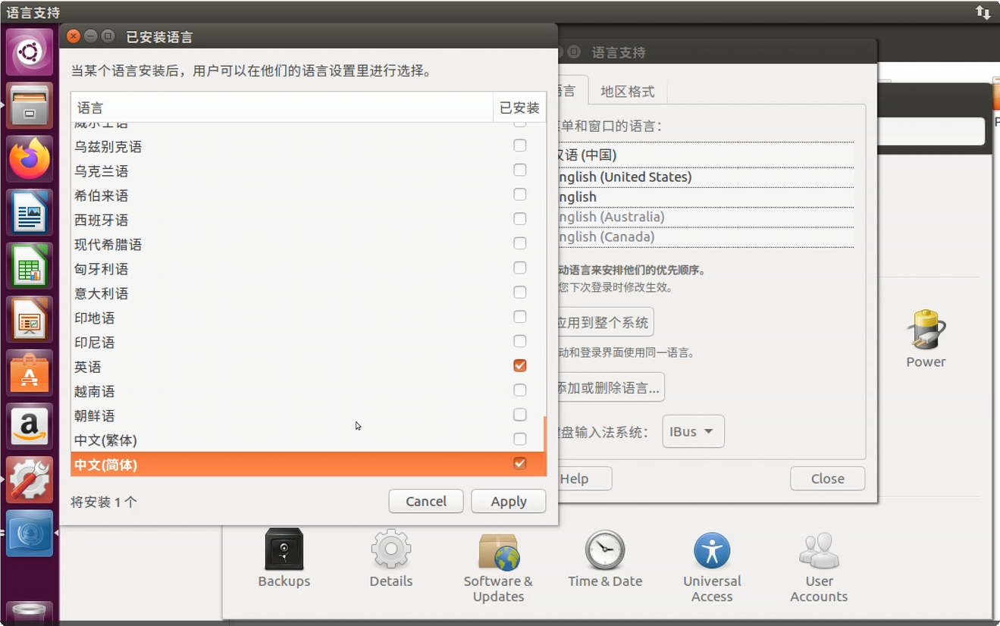 语言支持
已安装语言
当某个语言安装后，用户可以在他们的语言设置里进行选择。
语言
已安装
威尔士语
乌兹别克语
乌克兰语
希伯来语
西班牙语
现代希腊语
匈牙利语
意大利语
印地语
印尼语
英语
越南语
朝鲜语
中文(繁体)
中文(简体)
将安装 1 个
Cancel
Apply
语言支持
言
地区格式
单和窗口的语言：
汉语 (中国)
nglish (United States)
nglish
nglish (Australia)
nglish (Canada)
动语言来安排他们的优先顺序。
您下次登录时修改生效。
应用到整个系统
动和登录界面使用同一语言。
添加或删除语言...
盘输入法系统：
IBus
Help
Close
Power
Backups
Details
Software &
Updates
Time & Date
Universal
Access
User
Accounts